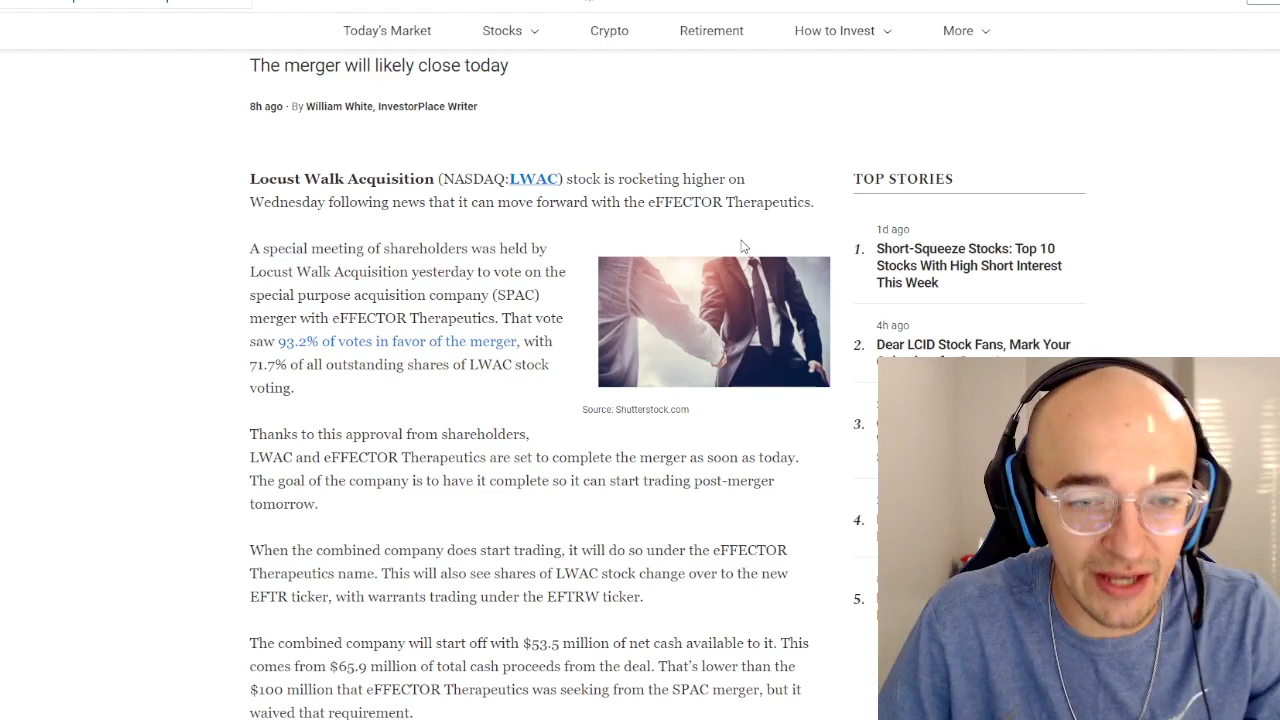 Today's Market
Stocks
Crypto
Retirement
How to Invest
More
The merger will likely close today
8h ago · By William White, InvestorPlace Writer
Locust Walk Acquisition (NASDAQ:LWAC) stock is rocketing higher on
Wednesday following news that it can move forward with the eFFECTOR Therapeutics.
A special meeting of shareholders was held by
Locust Walk Acquisition yesterday to vote on the
special purpose acquisition company (SPAC)
merger with eFFECTOR Therapeutics. That vote
saw 93.2% of votes in favor of the merger, with
71.7% of all outstanding shares of LWAC stock
voting.
Source: Shutterstock.com
Thanks to this approval from shareholders,
LWAC and eFFECTOR Therapeutics are set to complete the merger as soon as today.
The goal of the company is to have it complete so it can start trading post-merger
tomorrow.
When the combined company does start trading, it will do so under the eFFECTOR
Therapeutics name. This will also see shares of LWAC stock change over to the new
EFTR ticker, with warrants trading under the EFTRW ticker.
The combined company will start off with $53.5 million of net cash available to it. This
comes from $65.9 million of total cash proceeds from the deal. That's lower than the
$100 million that eFFECTOR Therapeutics was seeking from the SPAC merger, but it
waived that requirement.
TOP STORIES
1d ago
1. Short-Squeeze Stocks: Top 10
Stocks With High Short Interest
This Week
4h ago
2. Dear LCID Stock Fans, Mark Your
3.
4.
5.